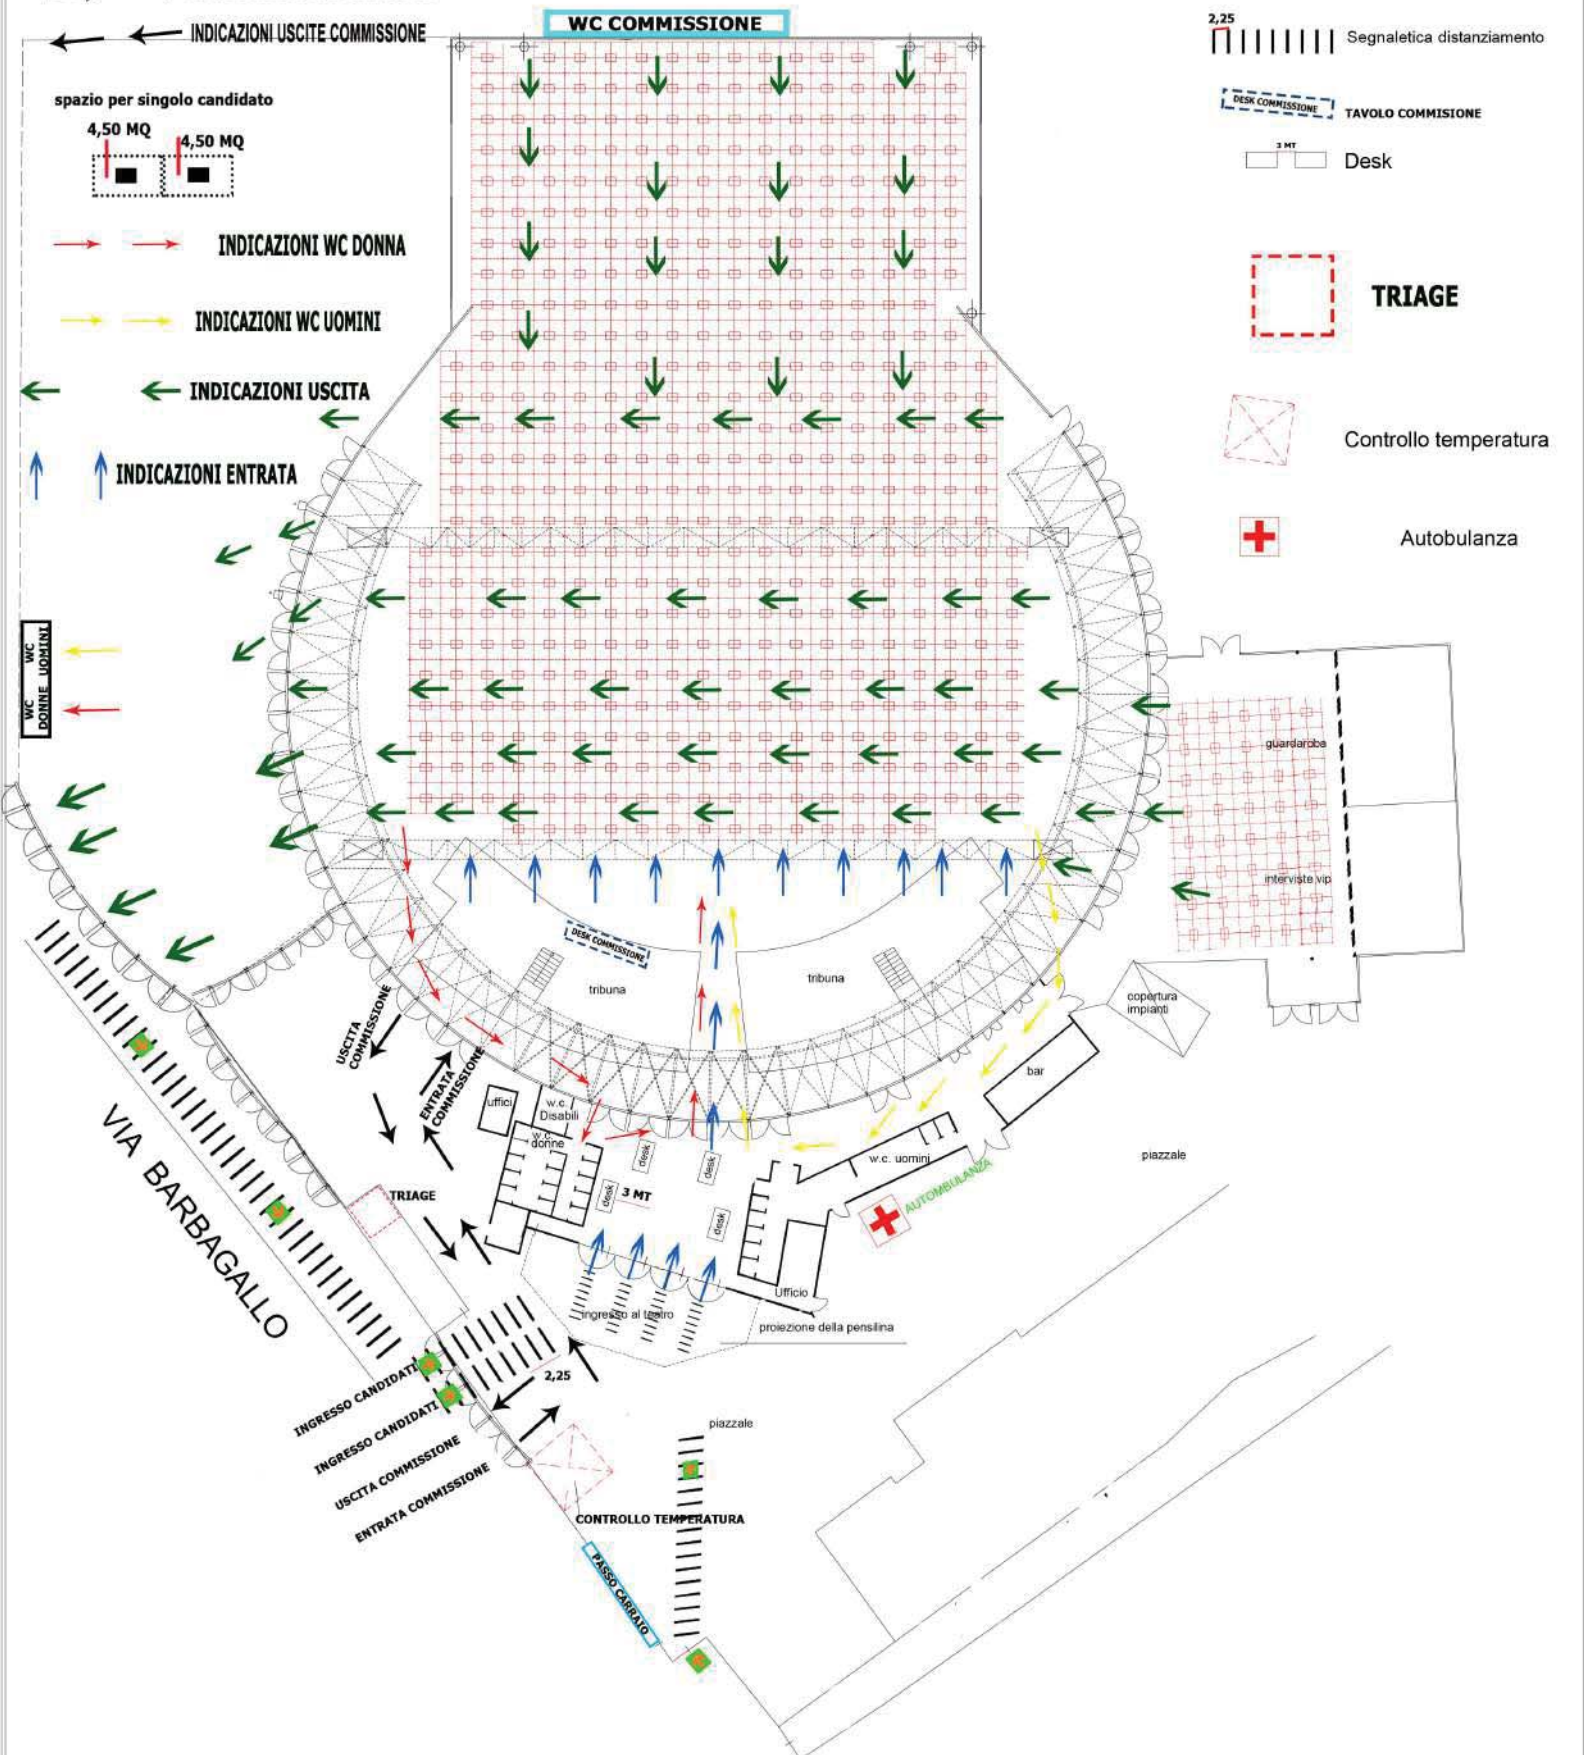 INDICAZIONI USCITE COMMISSIONE
WC COMMISSIONE
2,25
Segnaletica distanziamento
spazio per singolo candidato
4,50 MQ
4,50 MQ
DESK COMMISSIONE
TAVOLO COMMISIONE
3 MT
Desk
INDICAZIONI WC DONNA
TRIAGE
INDICAZIONI WC UOMINI
INDICAZIONI USCITA
Controllo temperatura
INDICAZIONI ENTRATA
Autobulanza
WC UOMINI
WC DONNE
guardaroba
interviste vip
DESK COMMISSIONE
tribuna
tribuna
copertura
impianti
USCITA
COMMISSIONE
ENTRATA
COMMISSIONE
bar
uffici
w.c.
Disabili
w.c.
donne
desk
desk
desk
desk
3 MT
w.c. uomini
piazzale
AUTOMBULANZA
TRIAGE
VIA BARBAGALLO
Ufficio
ingresso al teatro
proiezione della pensilina
2,25
INGRESSO CANDIDATI
INGRESSO CANDIDATI
USCITA COMMISSIONE
ENTRATA COMMISSIONE
piazzale
CONTROLLO TEMPERATURA
PASSO CARRAIO